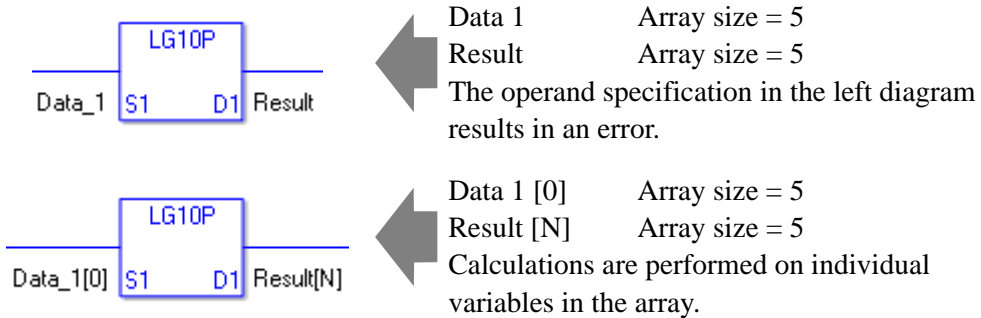 LG10P
Data_1 S1 D1 Result
Data 1 Array size = 5
Result Array size = 5
The operand specification in the left diagram
results in an error.
LG10P
Data_1[0] S1 D1 Result[N]
Data 1 [0] Array size = 5
Result [N] Array size = 5
Calculations are performed on individual
variables in the array.